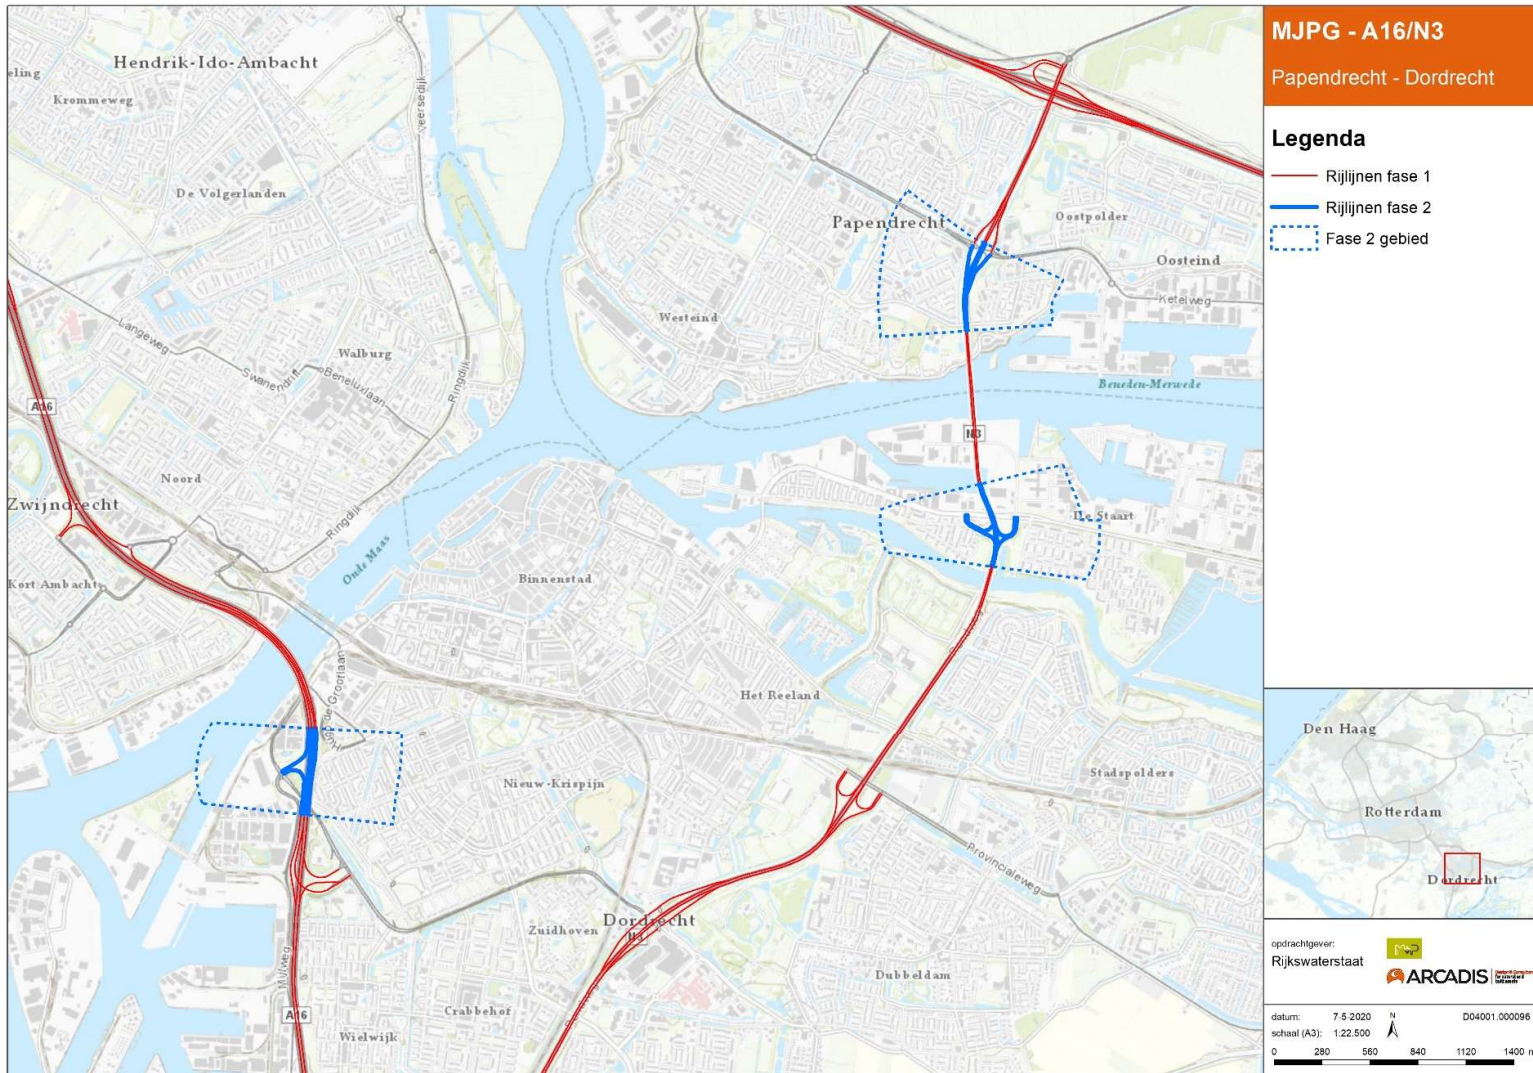 MJPG - A16/N3
Papendrecht - Dordrecht
Legenda
Rijlijnen fase 1
Rijlijnen fase 2
Fase 2 gebied
Hendrik-Ido-Ambacht
eling
Krommeweg
eersedijk
De Volgerlanden
Papendrecht
Oostpolder
Oosteind
Ketelweg
Westeind
Langeweg
Walburg
Swanendrift
Beneluxlaan
Ringdijk
Beneden-Merwede
A16
N3
Noord
Zwijndrecht
Ringdijk
De Staart
Oude Maas
Kort Ambacht
Binnenstad
Het Reeland
Nieuw-Krispijn
Stadspolders
Provincialeweg
Dordrecht
N3
Zuidhoven
Dubbeldam
Mijlweg
A16
Crabbehof
Wielwijk
Den Haag
Rotterdam
Dordrecht
opdrachtgever:
Rijkswaterstaat
ARCADIS
datum: 7-5-2020 N D04001.000096
schaal (A3): 1:22.500
0 280 560 840 1120 1400 m